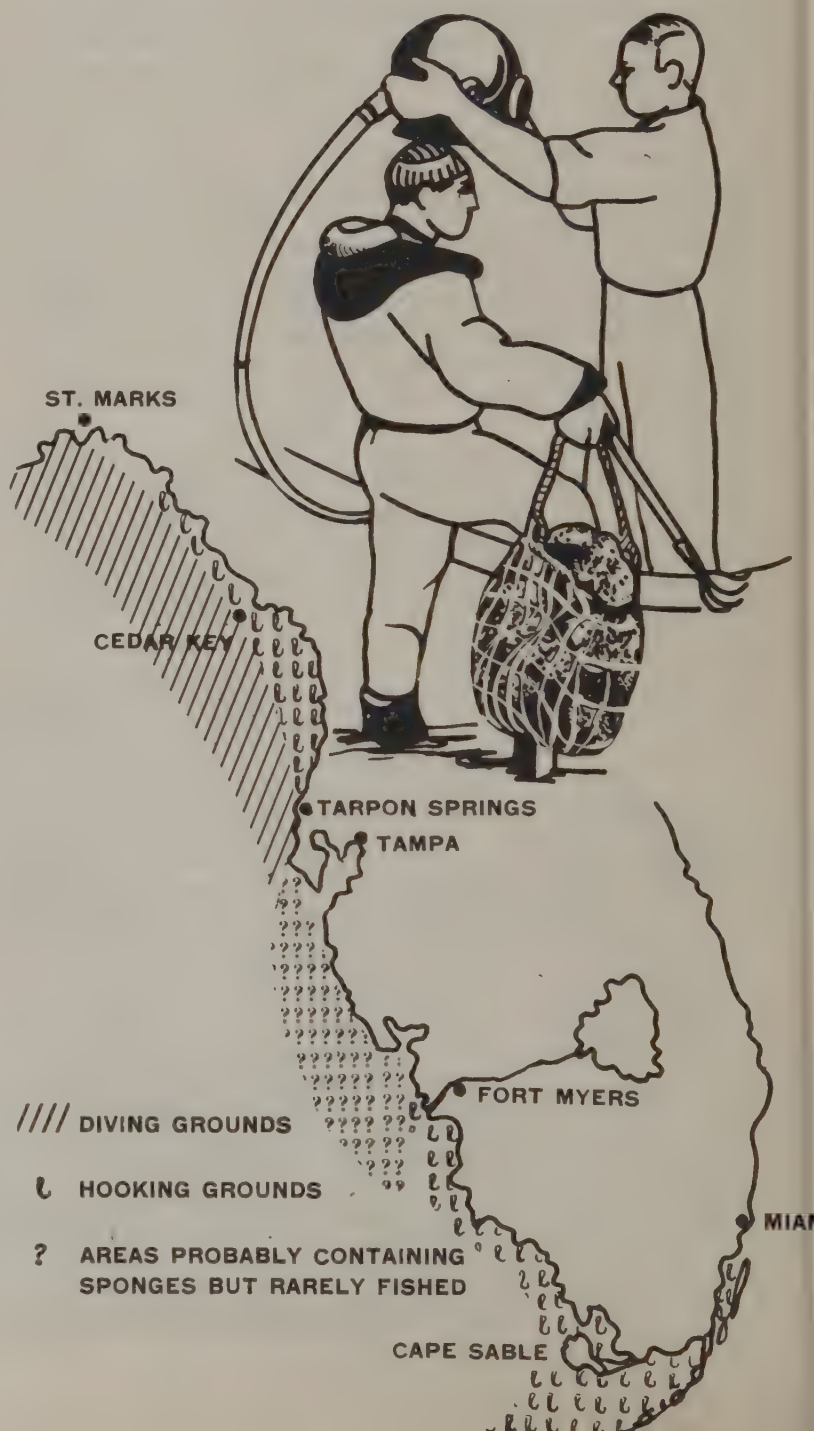 ST. MARKS
CEDAR KEY
TARPON SPRINGS
TAMPA
FORT MYERS
//// DIVING GROUNDS
ɩ HOOKING GROUNDS
? AREAS PROBABLY CONTAINING
SPONGES BUT RARELY FISHED
MIAM
CAPE SABLE